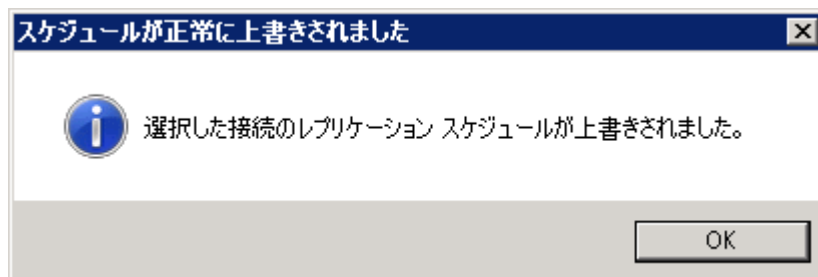 スケジュールが正常に上書きされました
選択した接続のレプリケーション スケジュールが上書きされました。
OK